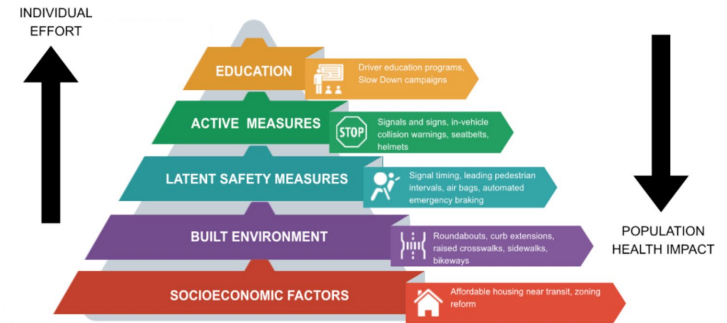 INDIVIDUAL
EFFORT
EDUCATION
Driver education programs,
Slow Down campaigns
ACTIVE MEASURES
STOP
Signals and signs, in-vehicle
collision warnings, seatbelts,
helmets
LATENT SAFETY MEASURES
Signal timing, leading pedestrian
intervals, air bags, automated
emergency braking
BUILT ENVIRONMENT
Roundabouts, curb extensions,
raised crosswalks, sidewalks,
bikeways
SOCIOECONOMIC FACTORS
Affordable housing near transit, zoning
reform
POPULATION
HEALTH IMPACT